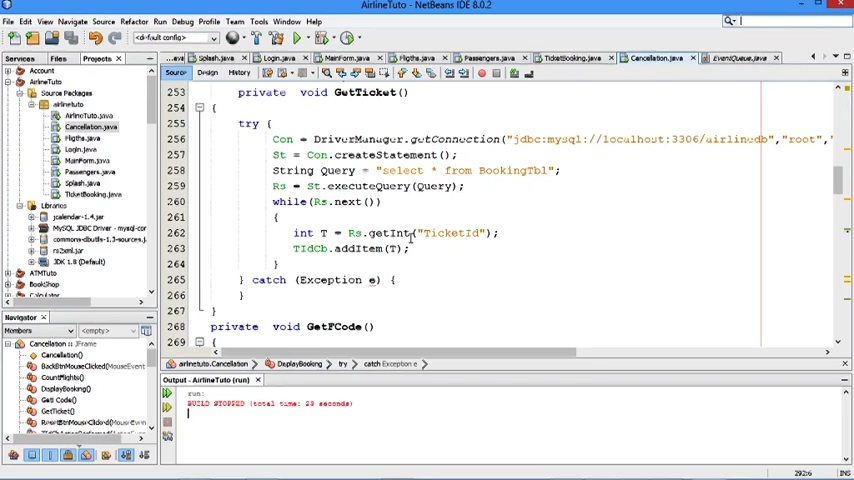 AirlineTuto - NetBeans IDE 8.0.2
File Edit View Navigate Source Refactor Run Debug Profile Team Tools Window Help
<default config>
Services Files Projects ×
...ava Splash.java Login.java MainForm.java Fligths.java Passengers.java TicketBooking.java Cancellation.java EventQueue.java
Account
AirlineTuto
Source Packages
airlinetuto
AirlineTuto.java
Cancellation.java
Fligths.java
Login.java
MainForm.java
Passengers.java
Splash.java
TicketBooking.java
Libraries
jcalendar-1.4.jar
MySQL JDBC Driver - mysql-co
commons-dbutils-1.3-sources.
rs2xml.jar
JDK 1.8 (Default)
ATMTuto
BookShop
Calculator
Source Design History
253 private void GetTicket()
254 {
255 try {
256 Con = DriverManager.getConnection("jdbc:mysql://localhost:3306/airlinedb","root",
257 St = Con.createStatement();
258 String Query = "select * from BookingTbl";
259 Rs = St.executeQuery(Query);
260 while(Rs.next())
261 {
262 int T = Rs.getInt("TicketId");
263 TIdCb.addItem(T);
264 }
265 } catch (Exception e) {
266 }
267 }
268 private void GetFCode()
269 {
Navigator ×
Members <empty>
Cancellation :: JFrame
Cancellation()
BackBtnMouseClicked(MouseEvent
CountFlights()
DisplayBooking()
GetFCode()
GetTicket()
ResetBtnMouseClicked(MouseEv
airlinetuto.Cancellation DisplayBooking try catch Exception e
Output - AirlineTuto (run) ×
run:
BUILD STOPPED (total time: 23 seconds)
292:6 INS